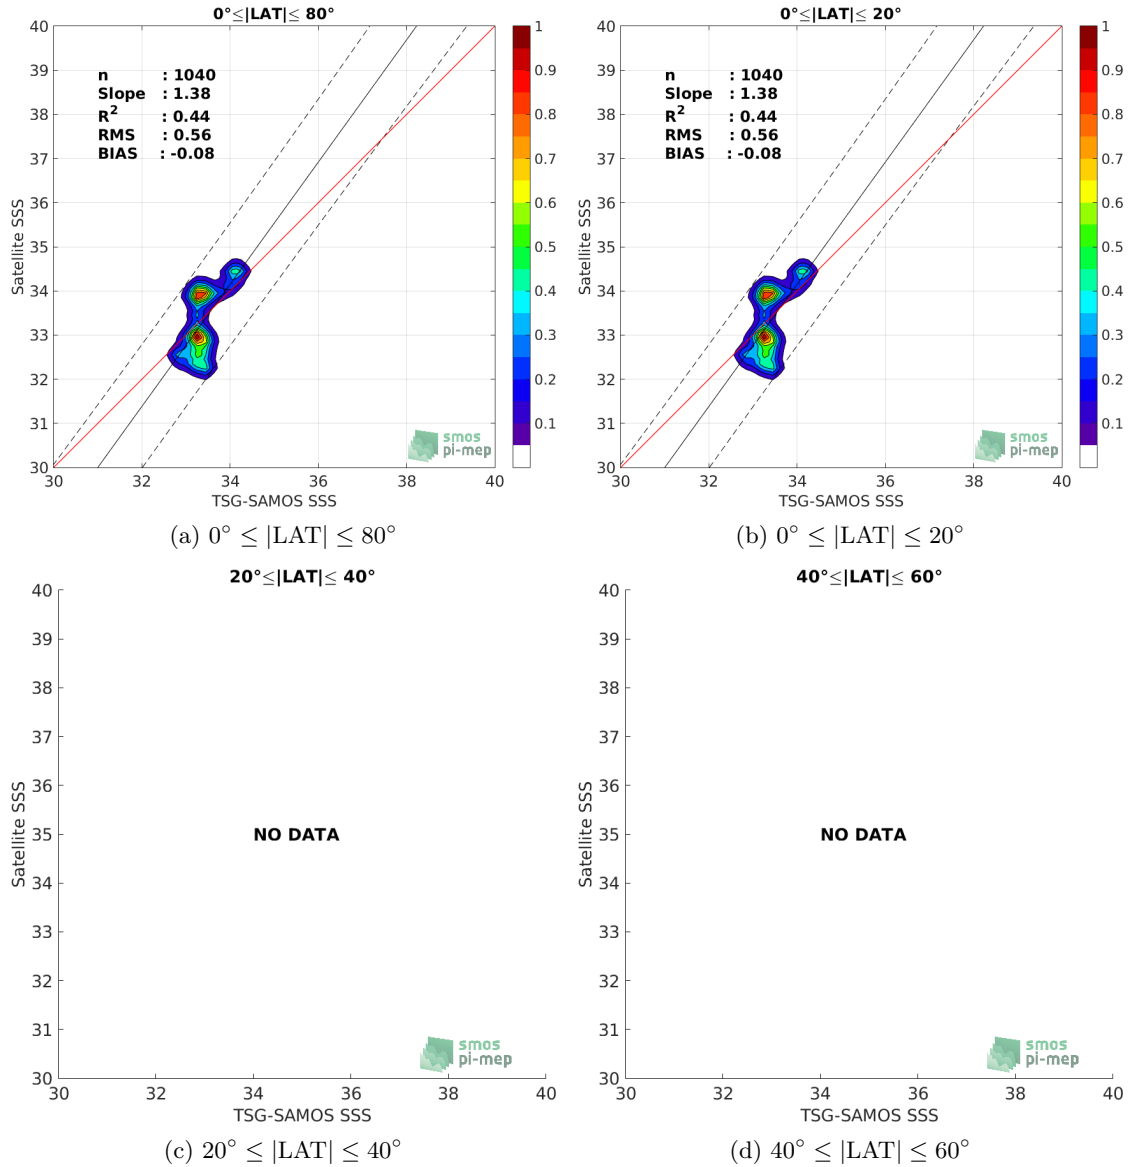 0°≤|LAT|≤ 80°
40
39
38
37
36
35
34
33
32
31
30
Satellite SSS
n : 1040
Slope : 1.38
R² : 0.44
RMS : 0.56
BIAS : -0.08
smos
pi-mep
30 32 34 36 38 40
TSG-SAMOS SSS
1
0.9
0.8
0.7
0.6
0.5
0.4
0.3
0.2
0.1
(a) 0° ≤ |LAT| ≤ 80°
0°≤|LAT|≤ 20°
40
39
38
37
36
35
34
33
32
31
30
Satellite SSS
n : 1040
Slope : 1.38
R² : 0.44
RMS : 0.56
BIAS : -0.08
smos
pi-mep
30 32 34 36 38 40
TSG-SAMOS SSS
1
0.9
0.8
0.7
0.6
0.5
0.4
0.3
0.2
0.1
(b) 0° ≤ |LAT| ≤ 20°
20°≤|LAT|≤ 40°
40
39
38
37
36
35
34
33
32
31
30
Satellite SSS
NO DATA
smos
pi-mep
30 32 34 36 38 40
TSG-SAMOS SSS
(c) 20° ≤ |LAT| ≤ 40°
40°≤|LAT|≤ 60°
40
39
38
37
36
35
34
33
32
31
30
Satellite SSS
NO DATA
smos
pi-mep
30 32 34 36 38 40
TSG-SAMOS SSS
(d) 40° ≤ |LAT| ≤ 60°